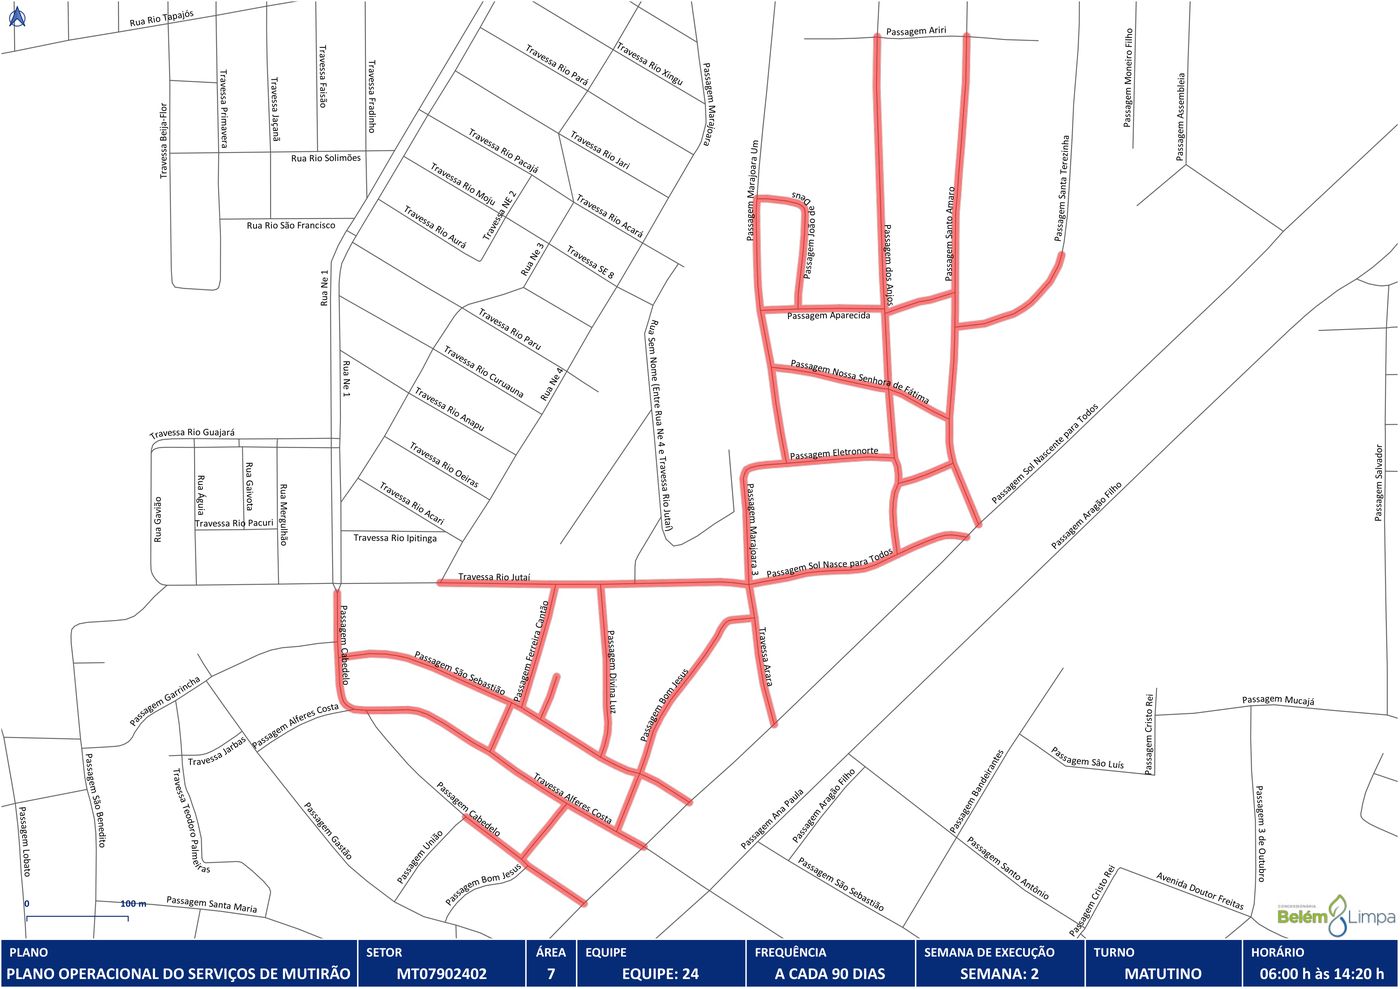 Rua Rio Tapajós
Travessa Beija-Flor
Travessa Primavera
Travessa Jaçanã
Travessa Faisão
Travessa Fradinho
Rua Rio Solimões
Rua Rio São Francisco
Travessa Rio Pará
Travessa Rio Xingu
Passagem Marajoara
Travessa Rio Pacajá
Travessa Rio Jari
Travessa Rio Moju
Travessa NE 2
Travessa Rio Acará
Travessa Rio Aurá
Rua Ne 3
Travessa SE 8
Rua Ne 1
Travessa Rio Paru
Rua Ne 1
Travessa Rio Curuauna
Rua Ne 4
Travessa Rio Anapu
Rua Sem Nome (Entre Rua Ne 4 e Travessa Rio Jutaí)
Travessa Rio Oeiras
Travessa Rio Acari
Travessa Rio Ipitinga
Travessa Rio Guajará
Rua Gavião
Rua Águia
Rua Gaivota
Rua Mergulhão
Travessa Rio Pacuri
Passagem Ariri
Passagem Moneiro Filho
Passagem Assembleia
Passagem Marajoara Um
Passagem João de Deus
Passagem dos Anjos
Passagem Santo Amaro
Passagem Santa Terezinha
Passagem Aparecida
Passagem Nossa Senhora de Fátima
Passagem Eletronorte
Passagem Marajoara 3
Passagem Sol Nasce para Todos
Passagem Sol Nascente para Todos
Passagem Aragão Filho
Passagem Salvador
Travessa Rio Jutaí
Passagem Cabedelo
Passagem São Sebastião
Passagem Ferreira Cantão
Passagem Divina Luz
Passagem Bom Jesus
Travessa Arara
Passagem Garrincha
Passagem Alferes Costa
Travessa Jarbas
Passagem São Benedito
Travessa Teodoro Palmeiras
Passagem Lobato
Passagem Gastão
Passagem Cabedelo
Travessa Alferes Costa
Passagem União
Passagem Bom Jesus
Passagem Santa Maria
Passagem Ana Paula
Passagem Aragão Filho
Passagem São Sebastião
Passagem Bandeirantes
Passagem São Luís
Passagem Cristo Rei
Passagem Mucajá
Passagem 3 de Outubro
Passagem Santo Antônio
Passagem Cristo Rei
Avenida Doutor Freitas
0 100 m
CONCESSIONÁRIA
Belém Limpa
PLANO
PLANO OPERACIONAL DO SERVIÇOS DE MUTIRÃO
SETOR
MT07902402
ÁREA
7
EQUIPE
EQUIPE: 24
FREQUÊNCIA
A CADA 90 DIAS
SEMANA DE EXECUÇÃO
SEMANA: 2
TURNO
MATUTINO
HORÁRIO
06:00 h às 14:20 h